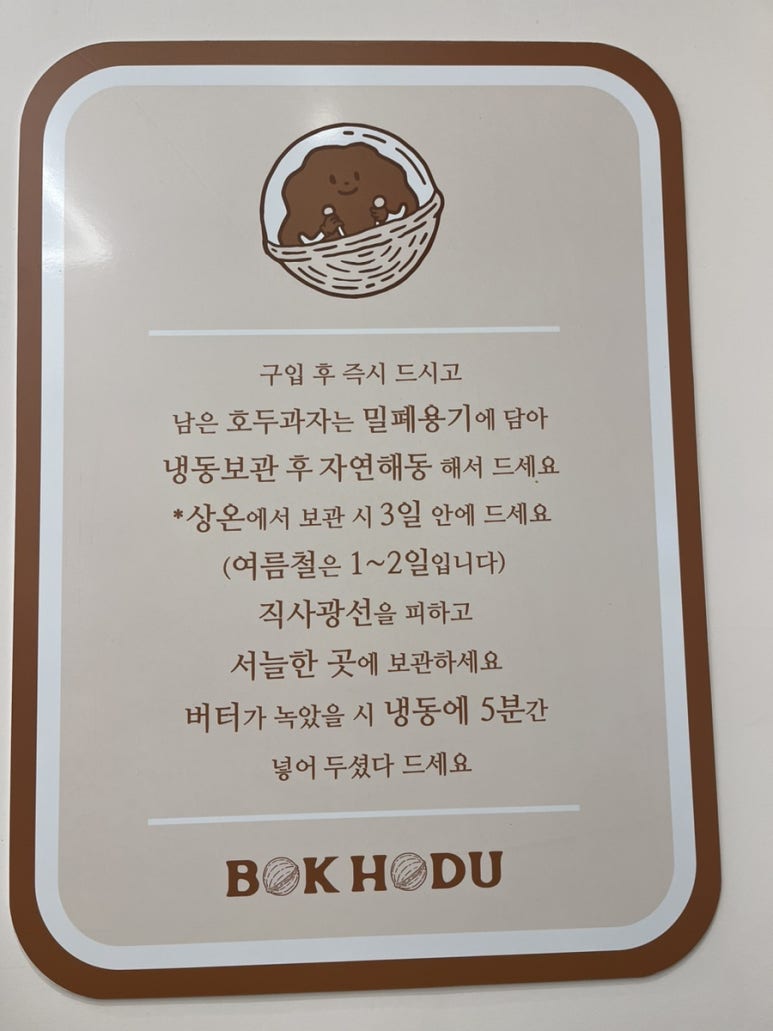 구입 후 즉시 드시고
남은 호두과자는 밀폐용기에 담아
냉동보관 후 자연해동 해서 드세요
*상온에서 보관 시 3일 안에 드세요
(여름철은 1~2일입니다)
직사광선을 피하고
서늘한 곳에 보관하세요
버터가 녹았을 시 냉동에 5분간
넣어 두셨다 드세요
BOK HODU